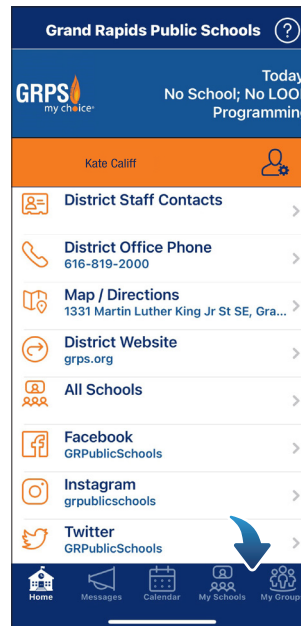 Grand Rapids Public Schools ?
GRPS
my choice
Today
No School; No LOO
Programming
Kate Califf
District Staff Contacts
District Office Phone
616-819-2000
Map / Directions
1331 Martin Luther King Jr St SE, Gra...
District Website
grps.org
All Schools
Facebook
GRPublicSchools
Instagram
grpublicschools
Twitter
GRPublicSchools
Home Messages Calendar My Schools My Group